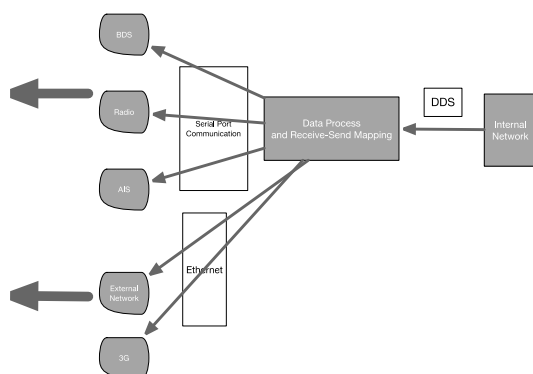 BDS
Radio
AIS
Serial Port
Communication
Data Process
and Receive-Send Mapping
DDS
Internal
Network
Ethernet
External
Network
3G